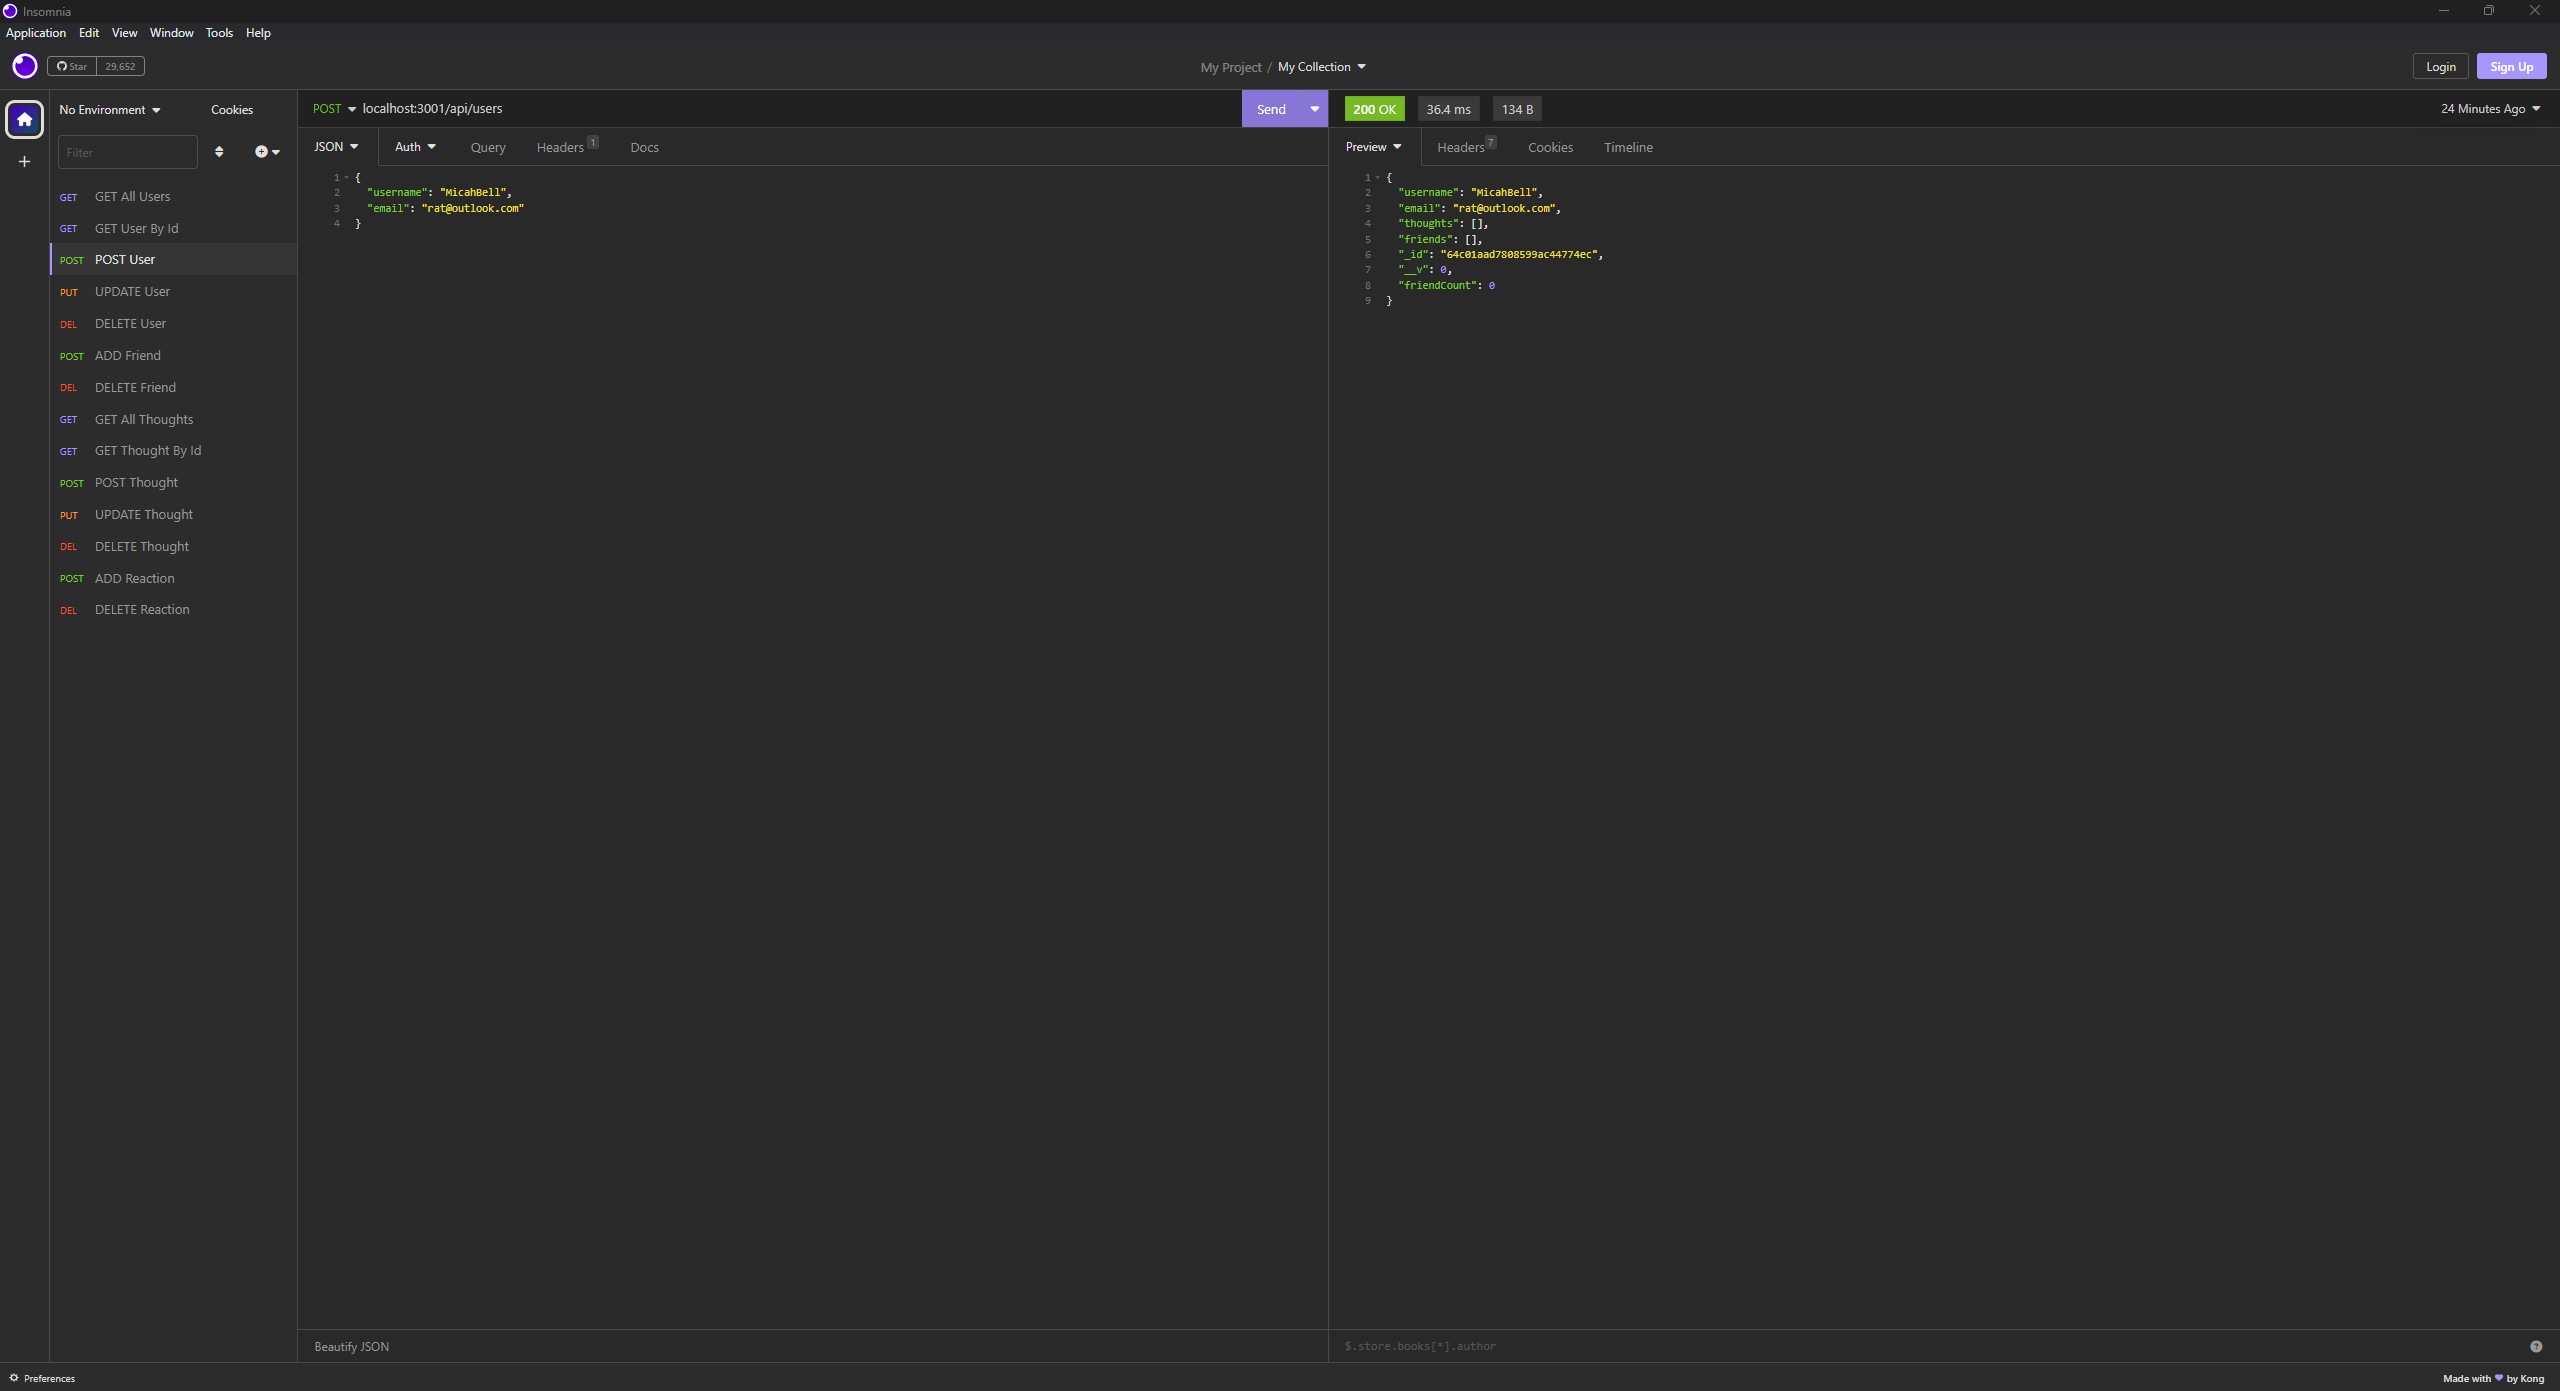 Insomnia
Application Edit View Window Tools Help
Star 29,652
My Project / My Collection
Login Sign Up
No Environment Cookies
Filter
GET GET All Users
GET GET User By Id
POST POST User
PUT UPDATE User
DEL DELETE User
POST ADD Friend
DEL DELETE Friend
GET GET All Thoughts
GET GET Thought By Id
POST POST Thought
PUT UPDATE Thought
DEL DELETE Thought
POST ADD Reaction
DEL DELETE Reaction
POST localhost:3001/api/users Send
JSON Auth Query Headers 1 Docs
1 {
2 "username": "MicahBell",
3 "email": "rat@outlook.com"
4 }
Beautify JSON
200 OK 36.4 ms 134 B 24 Minutes Ago
Preview Headers 7 Cookies Timeline
1 {
2 "username": "MicahBell",
3 "email": "rat@outlook.com",
4 "thoughts": [],
5 "friends": [],
6 "_id": "64c01aad7808599ac44774ec",
7 "__v": 0,
8 "friendCount": 0
9 }
$.store.books[*].author
Preferences
Made with ♥ by Kong